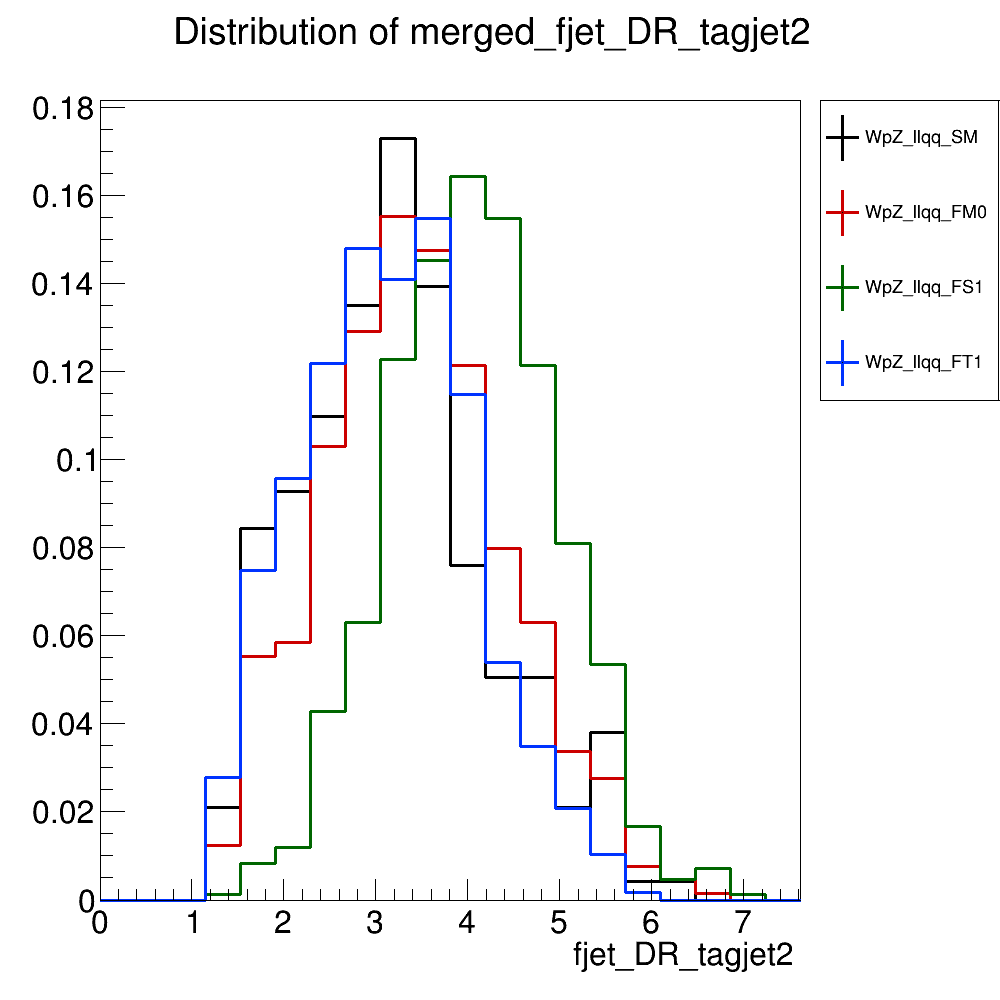 Distribution of merged_fjet_DR_tagjet2
0.18
0.16
0.14
0.12
0.1
0.08
0.06
0.04
0.02
0
0 1 2 3 4 5 6 7
fjet_DR_tagjet2
WpZ_llqq_SM
WpZ_llqq_FM0
WpZ_llqq_FS1
WpZ_llqq_FT1